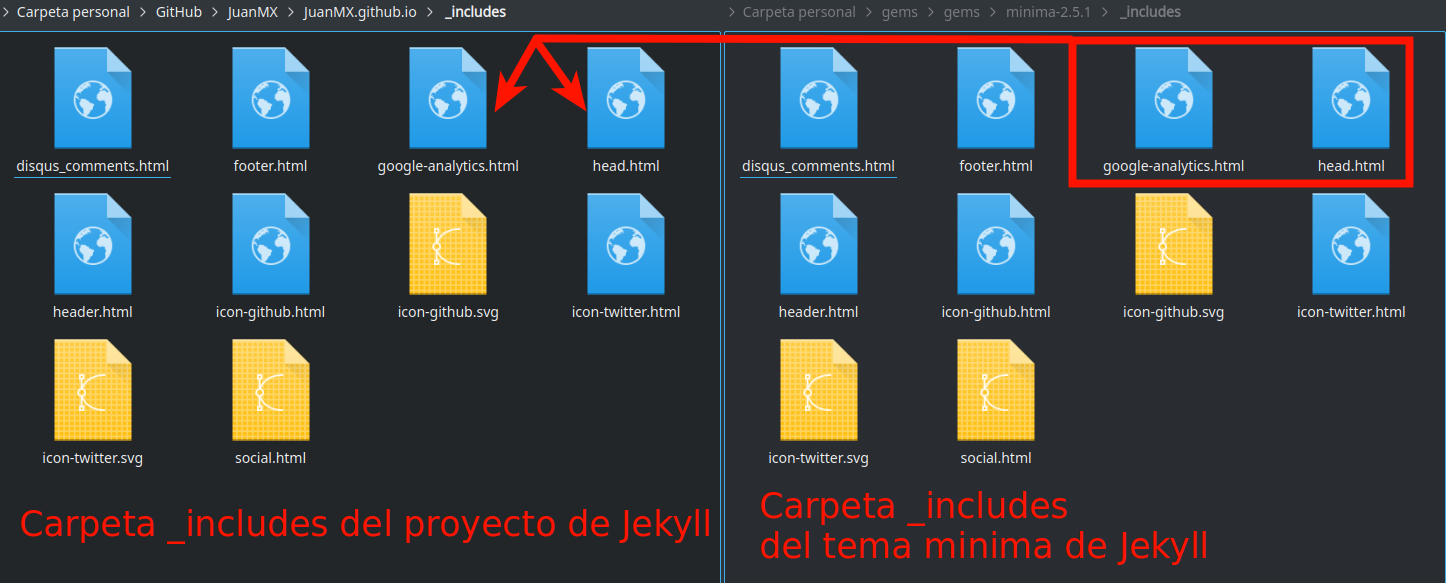 Carpeta personal > GitHub > JuanMX > JuanMX.github.io > _includes
> Carpeta personal > gems > gems > minima-2.5.1 > _includes
disqus_comments.html footer.html google-analytics.html head.html
header.html icon-github.html icon-github.svg icon-twitter.html
icon-twitter.svg social.html
Carpeta _includes del proyecto de Jekyll
disqus_comments.html footer.html google-analytics.html head.html
header.html icon-github.html icon-github.svg icon-twitter.html
icon-twitter.svg social.html
Carpeta _includes
del tema minima de Jekyll